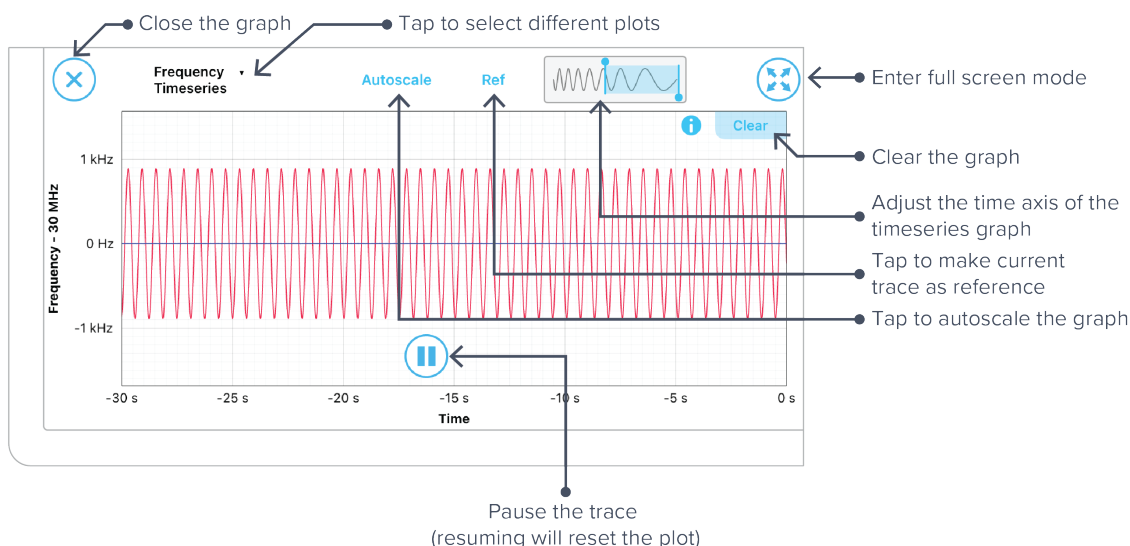 Close the graph
Tap to select different plots
Frequency
Timeseries
Autoscale
Ref
Enter full screen mode
Clear
Clear the graph
1 kHz
0 Hz
-1 kHz
Frequency - 30 MHz
Adjust the time axis of the
timeseries graph
Tap to make current
trace as reference
Tap to autoscale the graph
-30 s
-25 s
-20 s
-15 s
-10 s
-5 s
0 s
Time
Pause the trace
(resuming will reset the plot)